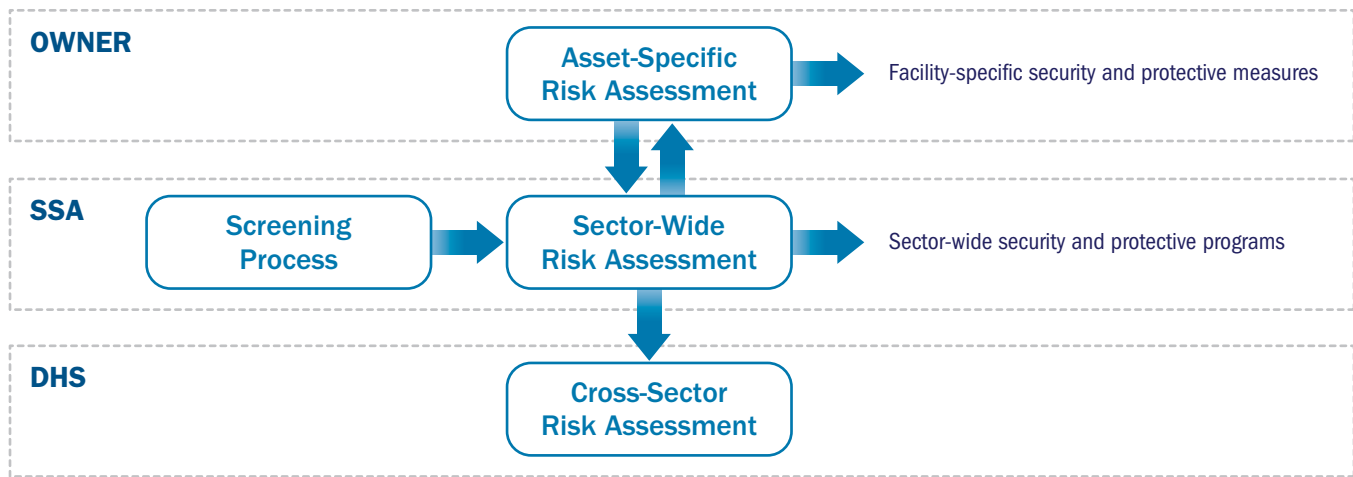 OWNER
Asset-Specific
Risk Assessment
Facility-specific security and protective measures
SSA
Screening
Process
Sector-Wide
Risk Assessment
Sector-wide security and protective programs
DHS
Cross-Sector
Risk Assessment